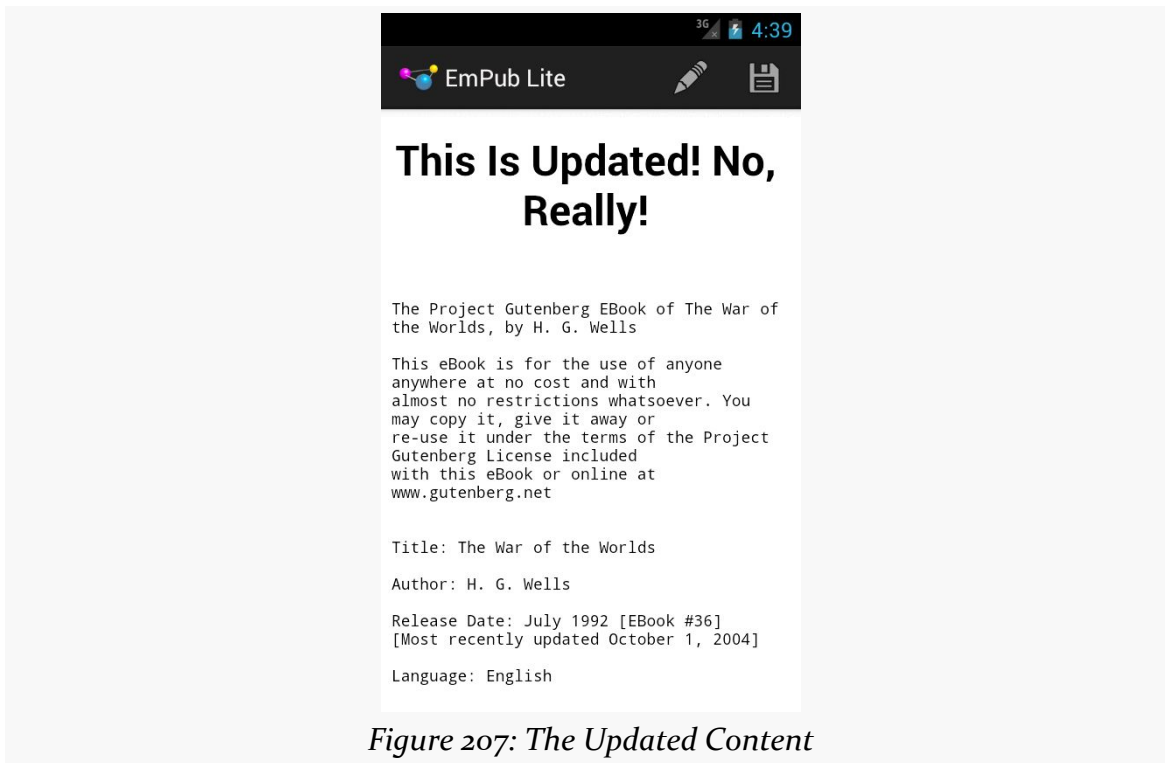 3G 4:39
EmPub Lite
This Is Updated! No,
Really!
The Project Gutenberg EBook of The War of
the Worlds, by H. G. Wells
This eBook is for the use of anyone
anywhere at no cost and with
almost no restrictions whatsoever. You
may copy it, give it away or
re-use it under the terms of the Project
Gutenberg License included
with this eBook or online at
www.gutenberg.net
Title: The War of the Worlds
Author: H. G. Wells
Release Date: July 1992 [EBook #36]
[Most recently updated October 1, 2004]
Language: English
Figure 207: The Updated Content